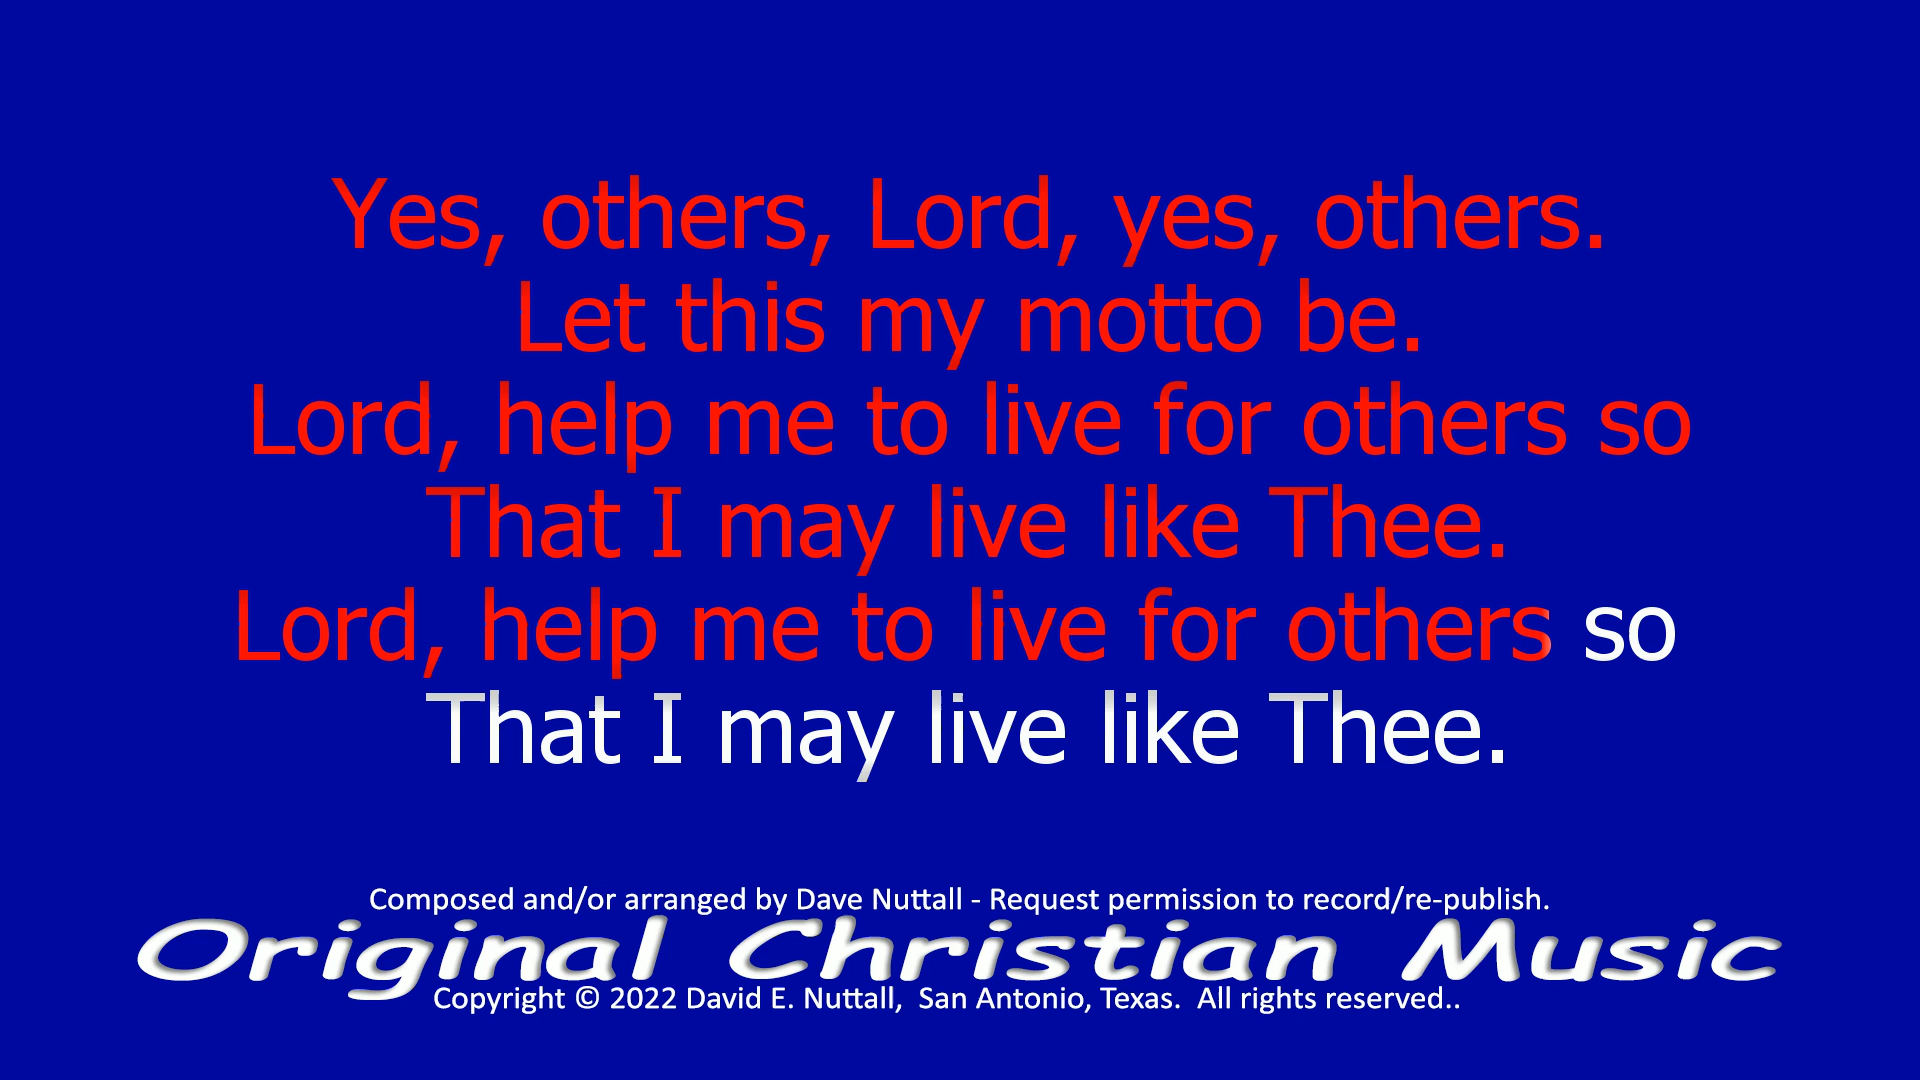 Yes, others, Lord, yes, others.
Let this my motto be.
Lord, help me to live for others so
That I may live like Thee.
Lord, help me to live for others so
That I may live like Thee.
Composed and/or arranged by Dave Nuttall - Request permission to record/re-publish.
Original Christian Music
Copyright © 2022 David E. Nuttall,  San Antonio, Texas.  All rights reserved..